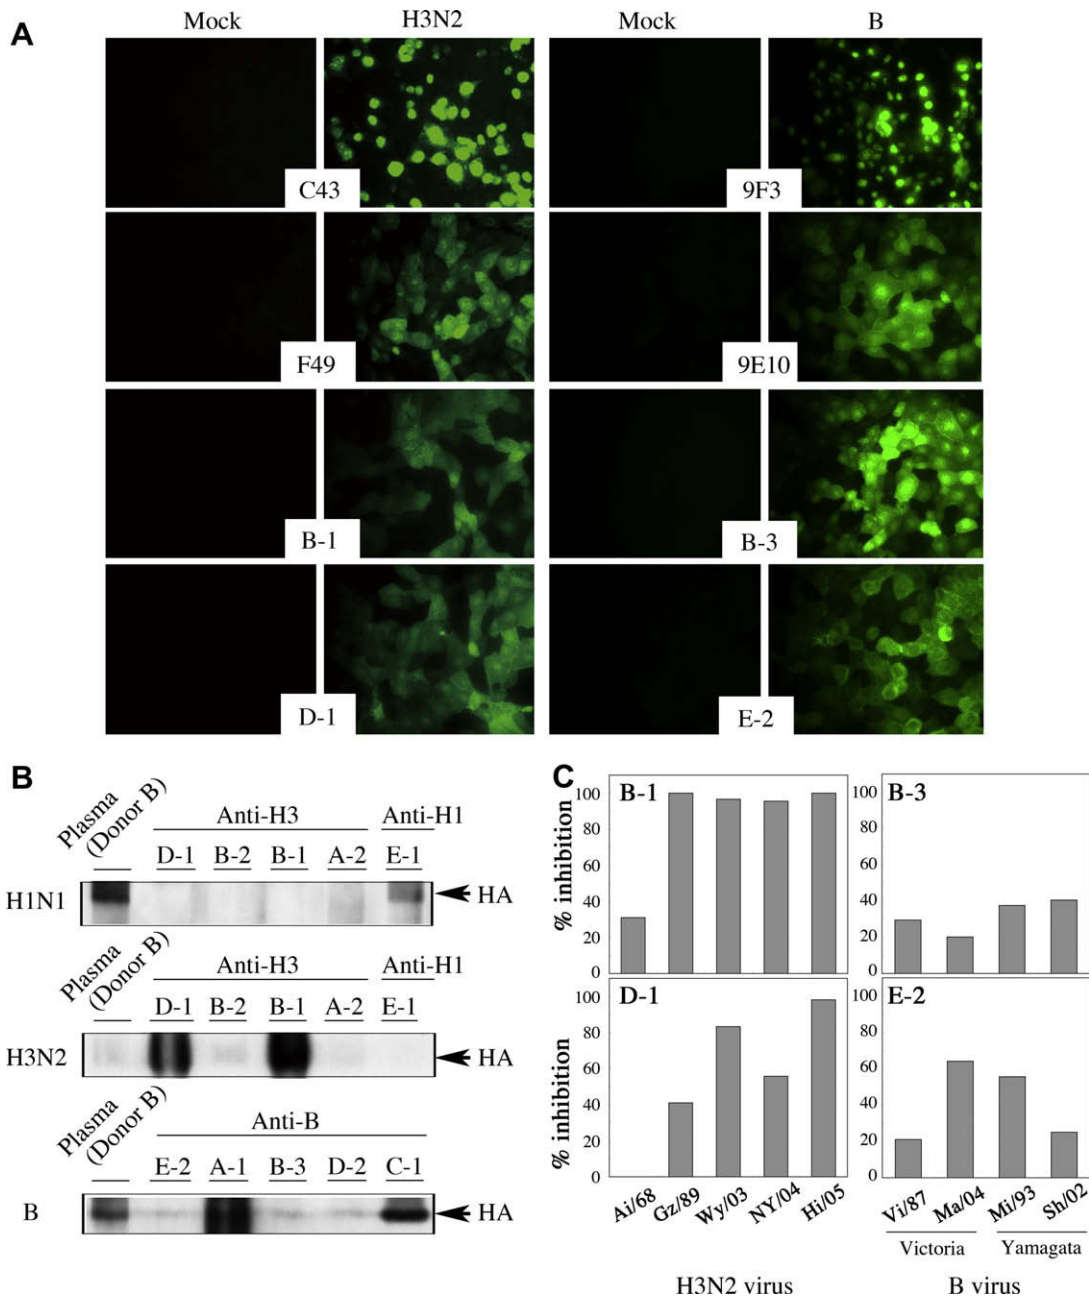 A
Mock H3N2 Mock B
C43 9F3
F49 9E10
B-1 B-3
D-1 E-2
B
Plasma
(Donor B)
Anti-H3 Anti-H1
D-1 B-2 B-1 A-2 E-1
H1N1 HA
Plasma
(Donor B)
Anti-H3 Anti-H1
D-1 B-2 B-1 A-2 E-1
H3N2 HA
Plasma
(Donor B)
Anti-B
E-2 A-1 B-3 D-2 C-1
B HA
C
B-1
% inhibition
100
80
60
40
20
0
B-3
100
80
60
40
20
0
D-1
% inhibition
100
80
60
40
20
0
Ai/68 Gz/89 Wy/03 NY/04 Hi/05
H3N2 virus
E-2
100
80
60
40
20
0
Vi/87 Ma/04 Mi/93 Sh/02
Victoria Yamagata
B virus